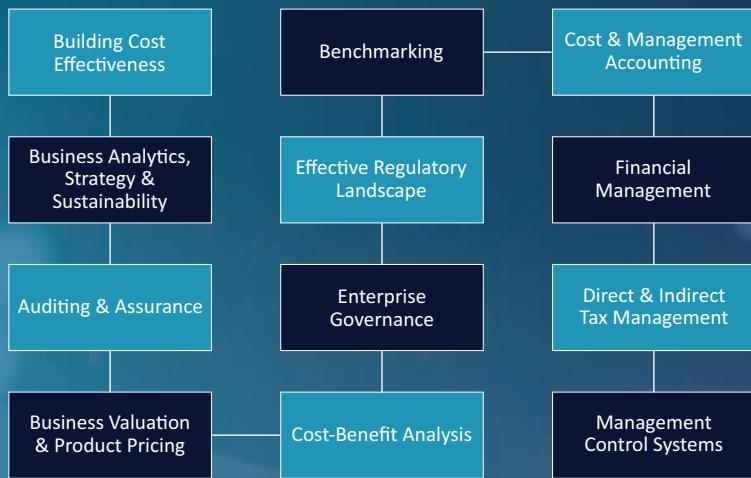 Building Cost
Effectiveness
Business Analytics,
Strategy &
Sustainability
Auditing & Assurance
Business Valuation
& Product Pricing
Cost-Benefit Analysis
Enterprise
Governance
Effective Regulatory
Landscape
Benchmarking
Cost & Management
Accounting
Financial
Management
Direct & Indirect
Tax Management
Management
Control Systems